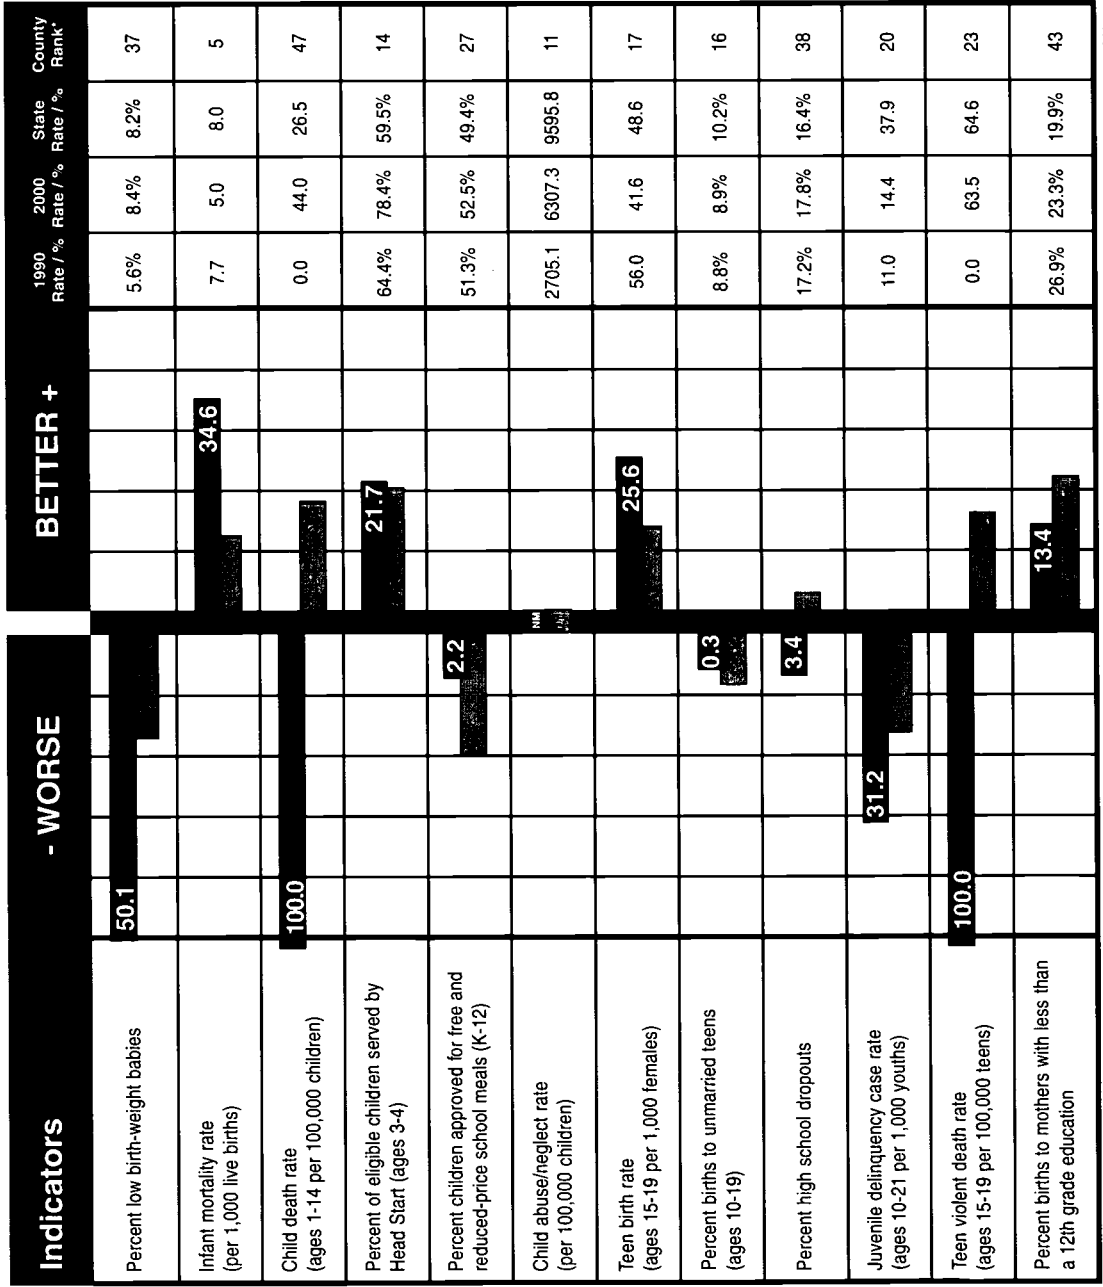 Indicators - WORSE BETTER + 1990 Rate / % 2000 Rate / % State Rate / % County Rank*
Percent low birth-weight babies 50.1 5.6% 8.4% 8.2% 37
Infant mortality rate
(per 1,000 live births) 34.6 7.7 5.0 8.0 5
Child death rate
(ages 1-14 per 100,000 children) 100.0 0.0 44.0 26.5 47
Percent of eligible children served by
Head Start (ages 3-4) 21.7 64.4% 78.4% 59.5% 14
Percent children approved for free and
reduced-price school meals (K-12) 2.2 51.3% 52.5% 49.4% 27
Child abuse/neglect rate
(per 100,000 children) NM 2705.1 6307.3 9595.8 11
Teen birth rate
(ages 15-19 per 1,000 females) 25.6 56.0 41.6 48.6 17
Percent births to unmarried teens
(ages 10-19) 0.3 8.8% 8.9% 10.2% 16
Percent high school dropouts 3.4 17.2% 17.8% 16.4% 38
Juvenile delinquency case rate
(ages 10-21 per 1,000 youths) 31.2 11.0 14.4 37.9 20
Teen violent death rate
(ages 15-19 per 100,000 teens) 100.0 0.0 63.5 64.6 23
Percent births to mothers with less than
a 12th grade education 13.4 26.9% 23.3% 19.9% 43